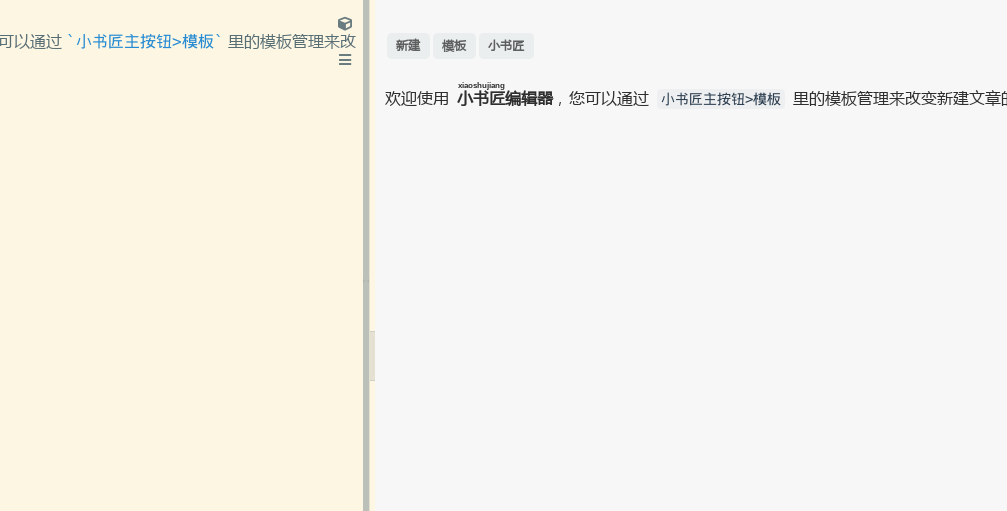 可以通过 `小书匠主按钮>模板` 里的模板管理来改
新建 模板 小书匠
xiaoshujiang
欢迎使用 小书匠编辑器，您可以通过 小书匠主按钮>模板 里的模板管理来改变新建文章的